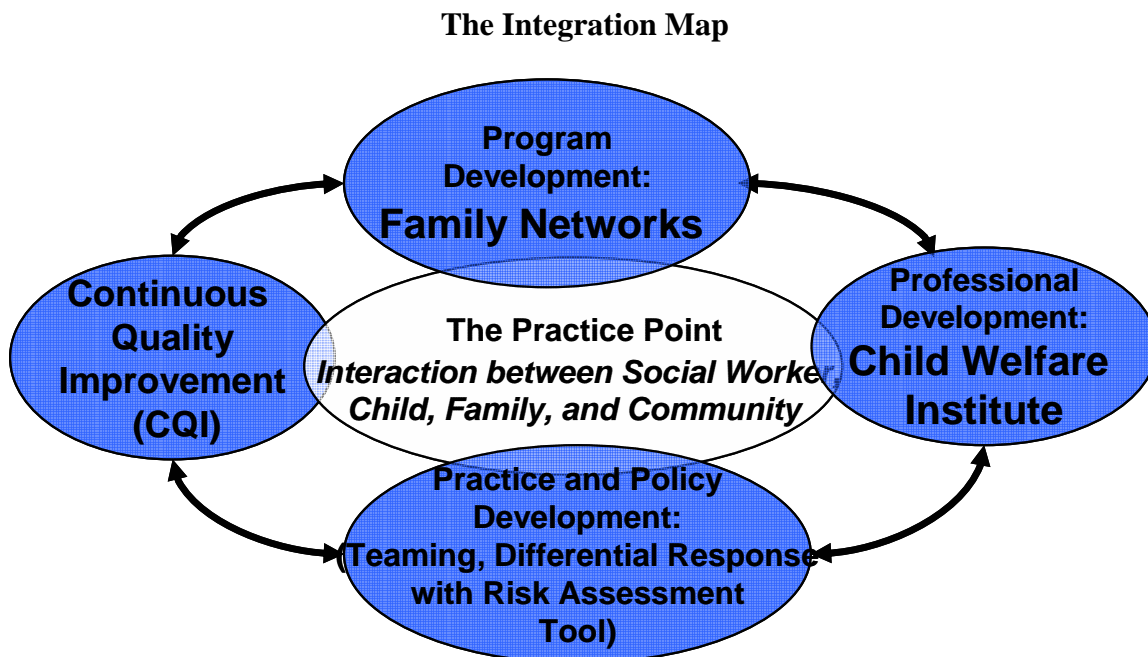 The Integration Map
Program
Development:
Family Networks
Continuous
Quality
Improvement
(CQI)
The Practice Point
Interaction between Social Worker,
Child, Family, and Community
Professional
Development:
Child Welfare
Institute
Practice and Policy
Development:
(Teaming, Differential Response
with Risk Assessment
Tool)